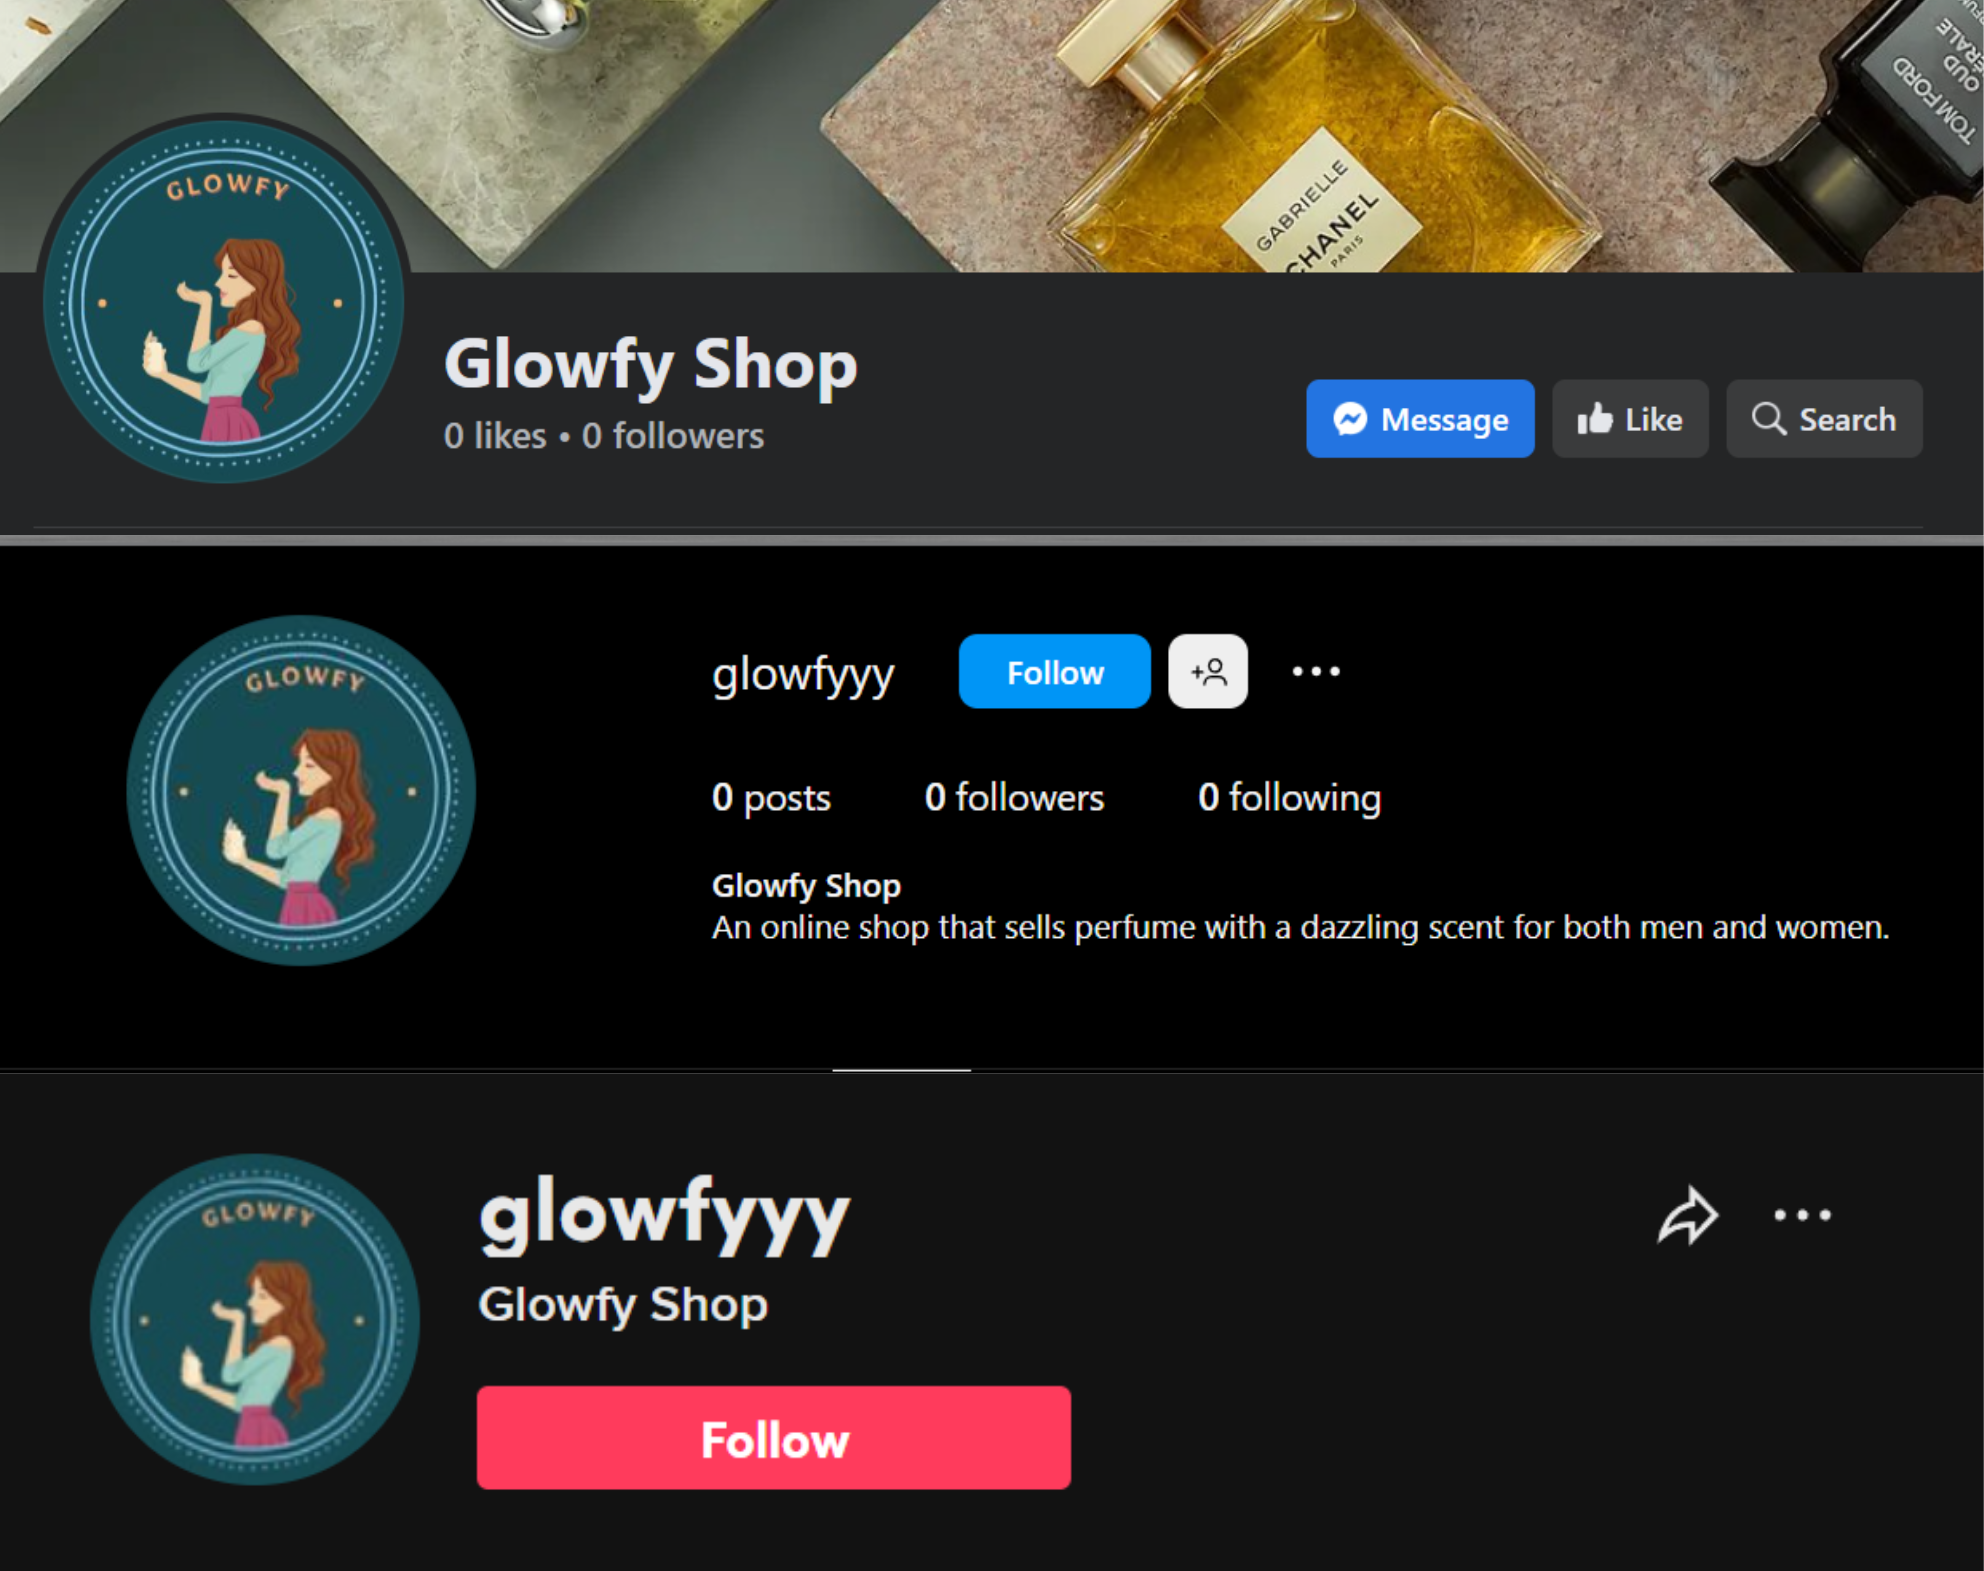 TOM FORD
OUD
GABRIELLE
CHANEL
PARIS
GLOWFY
Glowfy Shop
0 likes • 0 followers
Message
Like
Search
GLOWFY
glowfyyy
Follow
0 posts
0 followers
0 following
Glowfy Shop
An online shop that sells perfume with a dazzling scent for both men and women.
GLOWFY
glowfyyy
Glowfy Shop
Follow